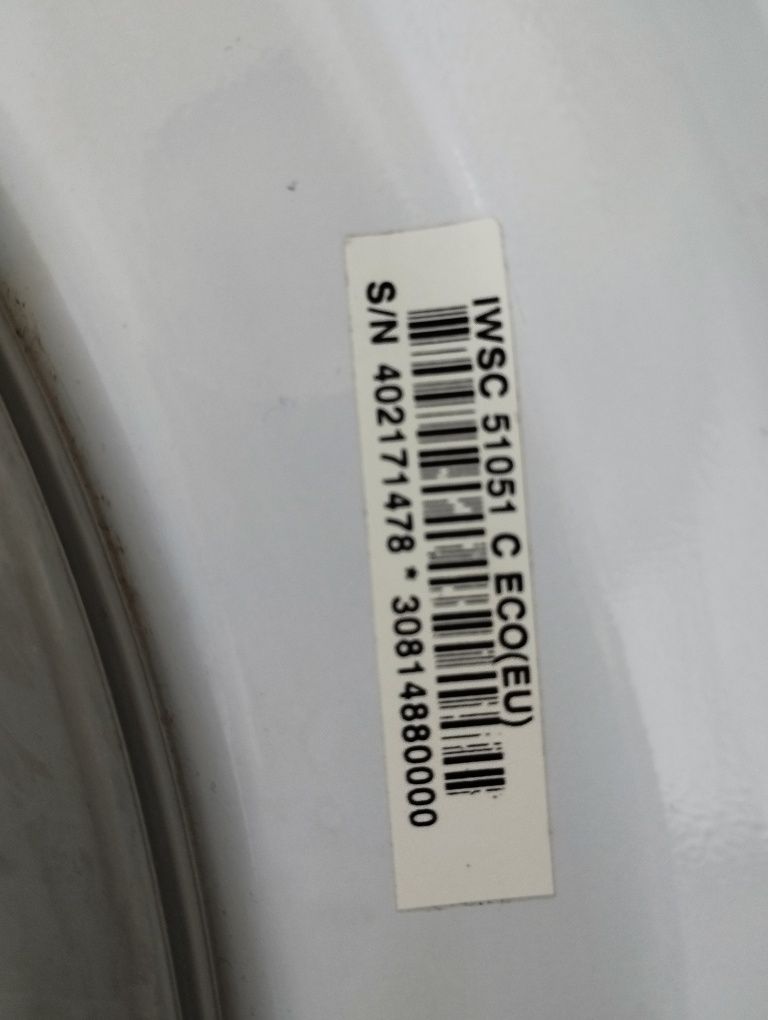 IWSC 51051 C ECO(EU)
S/N 402171478 * 30814880000